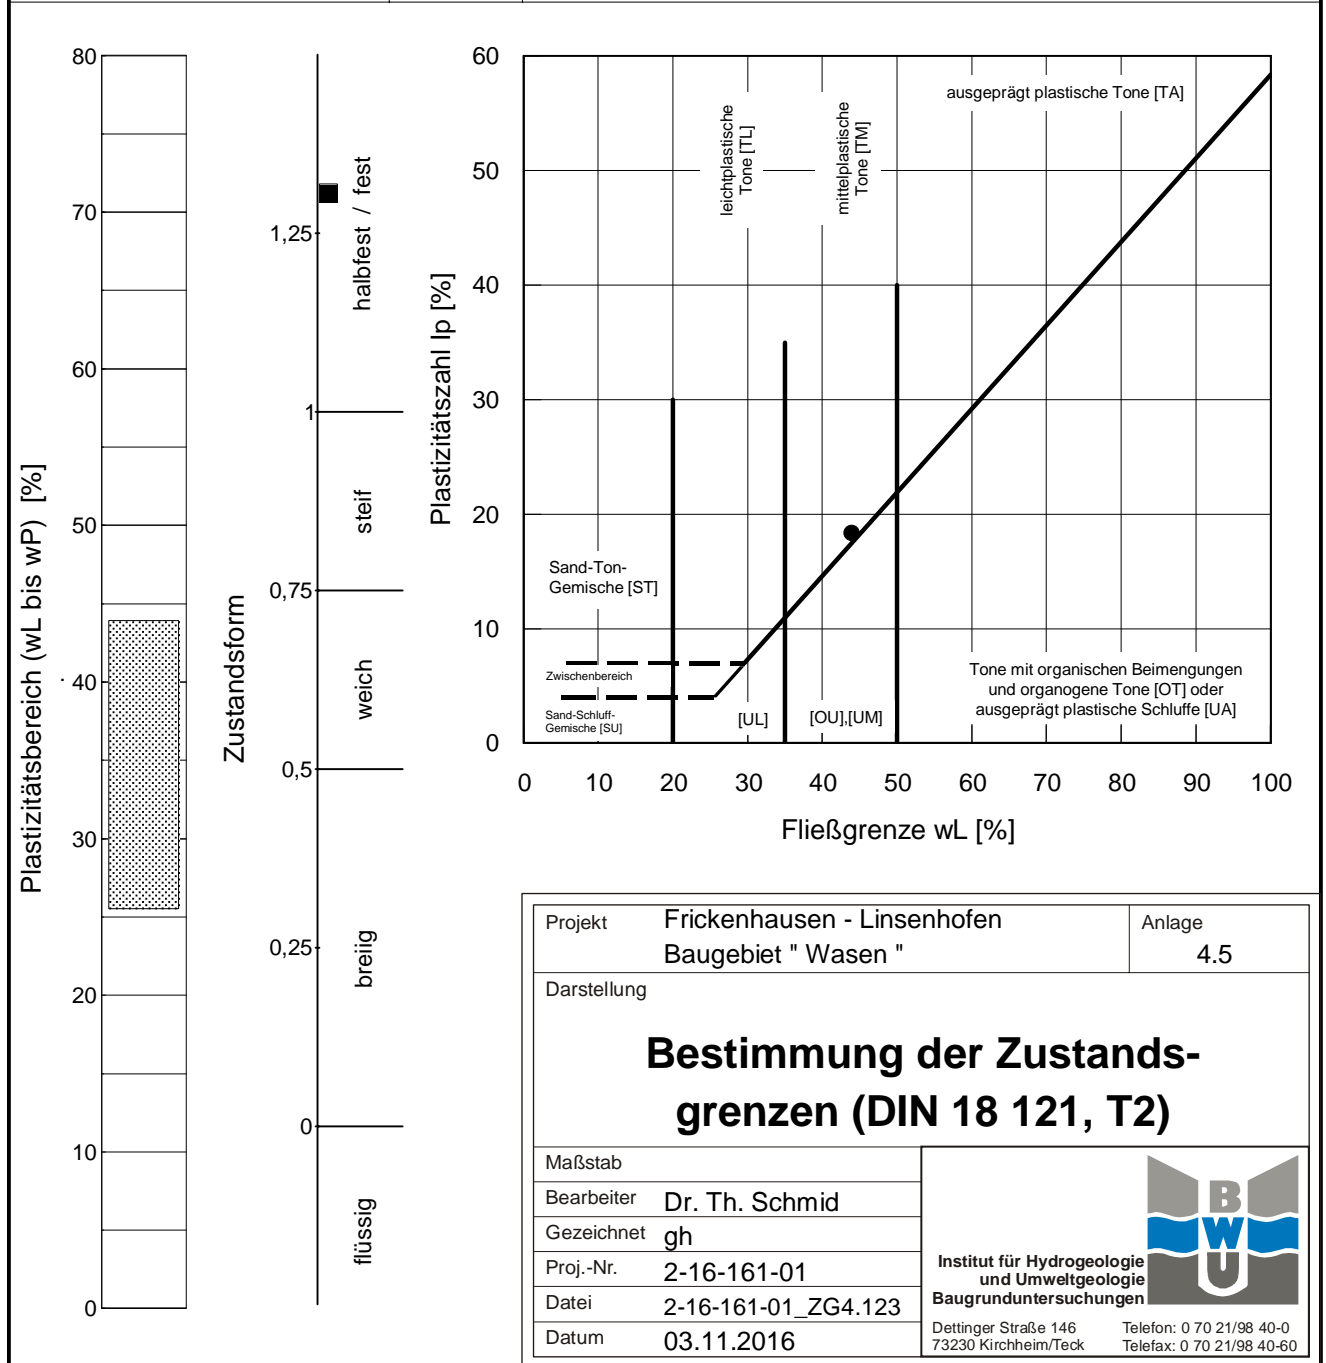 Plastizitätsbereich (wL bis wP)  [%]
80
70
60
50
40
30
20
10
0
Zustandsform
1,25
1
0,75
0,5
0,25
0
halbfest / fest
steif
weich
breiig
flüssig
Plastizitätszahl Ip [%]
60
50
40
30
20
10
0
leichtplastische
Tone [TL]
mittelplastische
Tone [TM]
ausgeprägt plastische Tone [TA]
Sand-Ton-
Gemische [ST]
Zwischenbereich
Sand-Schluff-
Gemische [SU]
[UL]
[OU],[UM]
Tone mit organischen Beimengungen
und organogene Tone [OT] oder
ausgeprägt plastische Schluffe [UA]
0 10 20 30 40 50 60 70 80 90 100
Fließgrenze wL [%]
Projekt Frickenhausen - Linsenhofen
Baugebiet " Wasen "
Anlage
4.5
Darstellung
Bestimmung der Zustands-
grenzen (DIN 18 121, T2)
Maßstab
Bearbeiter Dr. Th. Schmid
Gezeichnet gh
Proj.-Nr. 2-16-161-01
Datei 2-16-161-01_ZG4.123
Datum 03.11.2016
BWU
Institut für Hydrogeologie
und Umweltgeologie
Baugrunduntersuchungen
Dettinger Straße 146 Telefon: 0 70 21/98 40-0
73230 Kirchheim/Teck Telefax: 0 70 21/98 40-60